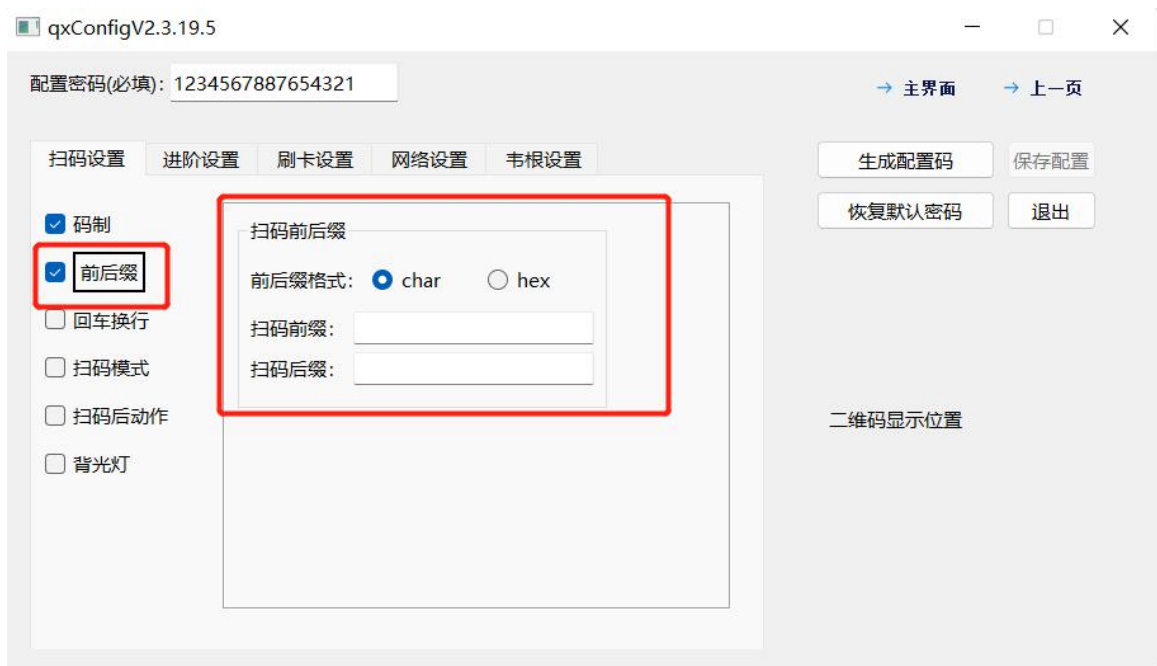 qxConfigV2.3.19.5
配置密码(必填): 1234567887654321
→ 主界面 → 上一页
扫码设置 进阶设置 刷卡设置 网络设置 韦根设置
生成配置码 保存配置
恢复默认密码 退出
码制
前后缀
回车换行
扫码模式
扫码后动作
背光灯
扫码前后缀
前后缀格式: char hex
扫码前缀:
扫码后缀:
二维码显示位置